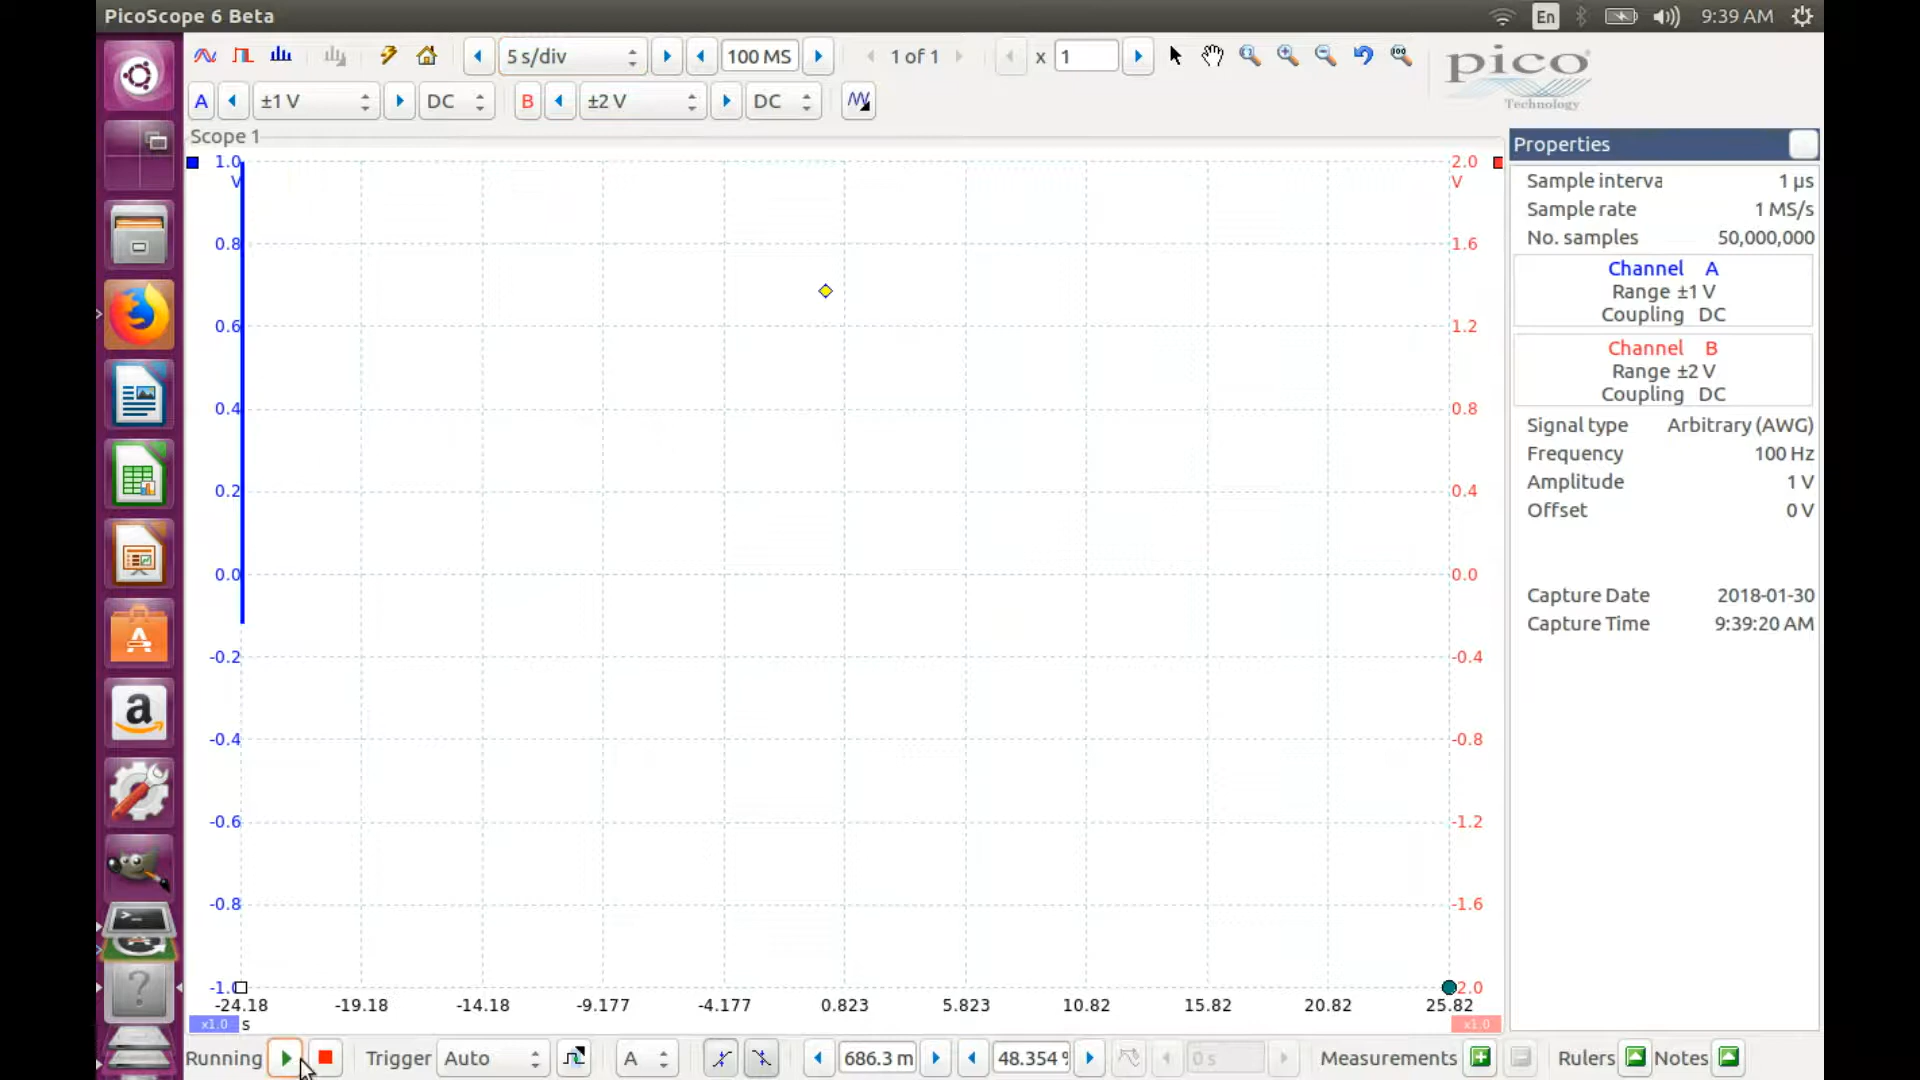 PicoScope 6 Beta
En
9:39 AM
5 s/div
100 MS
1 of 1
x
1
pico
Technology
A
±1 V
DC
B
±2 V
DC
Scope 1
1.0
V
0.8
0.6
0.4
0.2
0.0
-0.2
-0.4
-0.6
-0.8
-1.0
2.0
V
1.6
1.2
0.8
0.4
0.0
-0.4
-0.8
-1.2
-1.6
2.0
-24.18
-19.18
-14.18
-9.177
-4.177
0.823
5.823
10.82
15.82
20.82
25.82
x1.0
s
x1.0
Properties
Sample interva 1 µs
Sample rate 1 MS/s
No. samples 50,000,000
Channel A
Range ±1 V
Coupling DC
Channel B
Range ±2 V
Coupling DC
Signal type Arbitrary (AWG)
Frequency 100 Hz
Amplitude 1 V
Offset 0 V
Capture Date 2018-01-30
Capture Time 9:39:20 AM
Running
Trigger
Auto
A
686.3 m
48.354 %
0 s
Measurements
Rulers
Notes